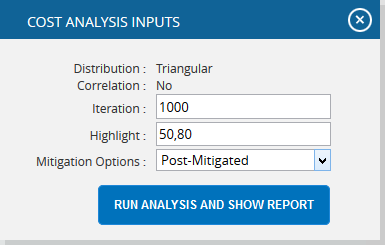 COST ANALYSIS INPUTS
Distribution : Triangular
Correlation : No
Iteration : 1000
Highlight : 50,80
Mitigation Options : Post-Mitigated
RUN ANALYSIS AND SHOW REPORT